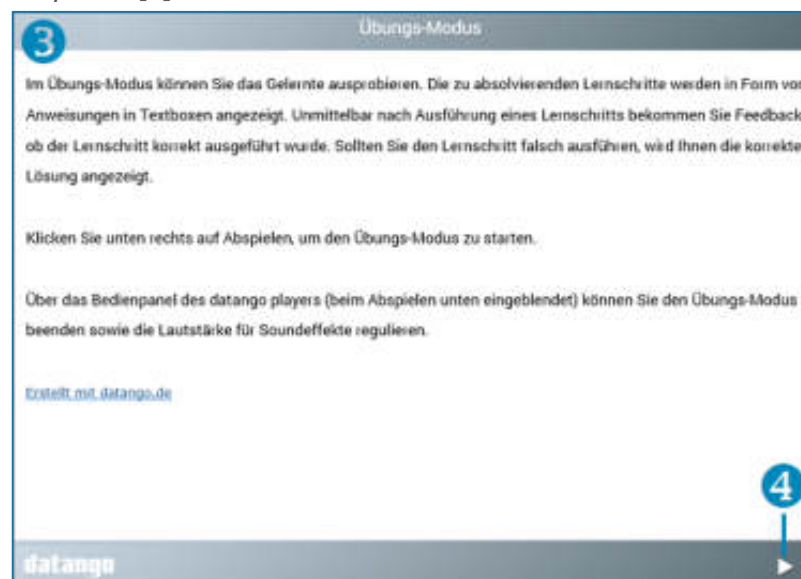 3
Übungs-Modus
Im Übungs-Modus können Sie das Gelernte ausprobieren. Die zu absolvierenden Lernschritte werden in Form von
Anweisungen in Textboxen angezeigt. Unmittelbar nach Ausführung eines Lernschritts bekommen Sie Feedback
ob der Lernschritt korrekt ausgeführt wurde. Sollten Sie den Lernschritt falsch ausführen, wird Ihnen die korrekte
Lösung angezeigt.
Klicken Sie unten rechts auf Abspielen, um den Übungs-Modus zu starten.
Über das Bedienpanel des datango players (beim Abspielen unten eingeblendet) können Sie den Übungs-Modus
beenden sowie die Lautstärke für Soundeffekte regulieren.
Erstellt mit datango.de
4
datango